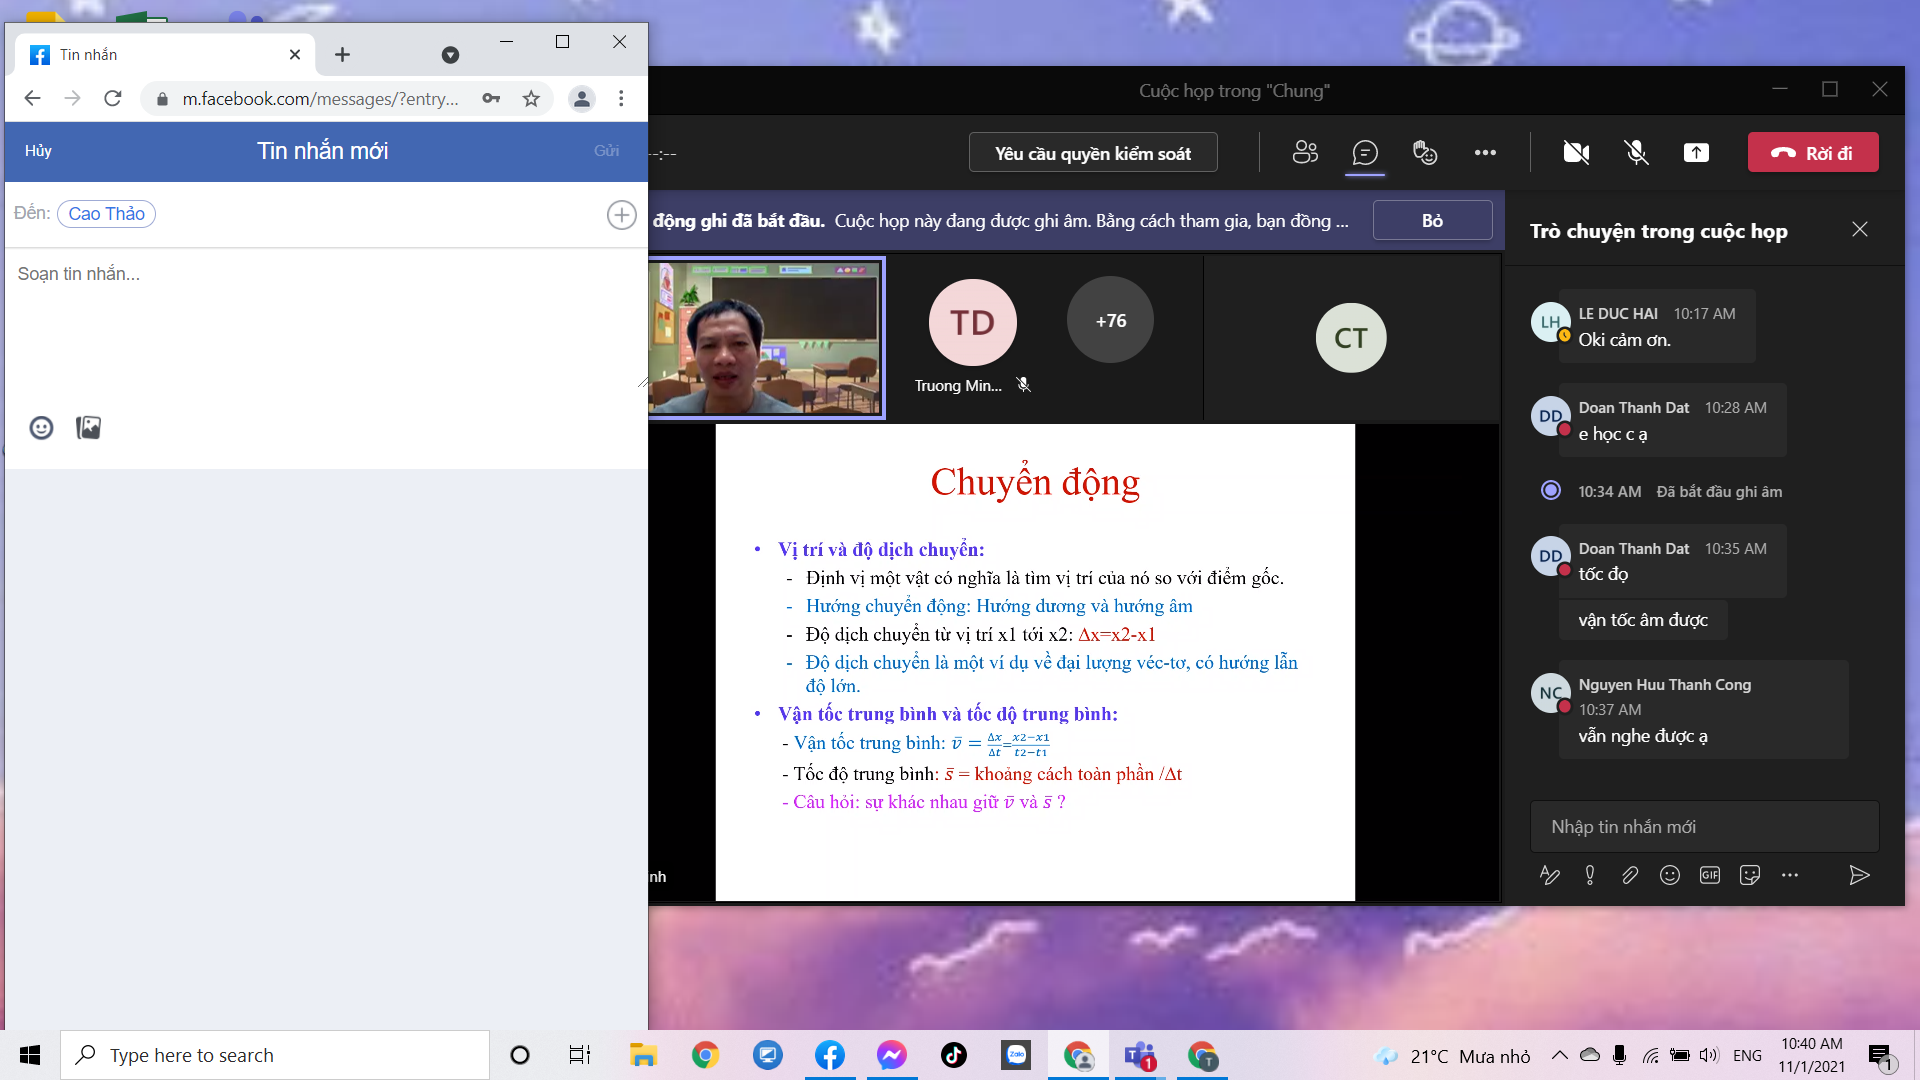 Tin nhắn
m.facebook.com/messages/?entry...
Hủy
Tin nhắn mới
Gửi
Đến:
Cao Thảo
Soạn tin nhắn...
Cuộc họp trong "Chung"
--:--
Yêu cầu quyền kiểm soát
Rời đi
động ghi đã bắt đầu. Cuộc họp này đang được ghi âm. Bằng cách tham gia, bạn đồng ...
Bỏ
TD
Truong Min...
+76
CT
Chuyển động
• Vị trí và độ dịch chuyển:
- Định vị một vật có nghĩa là tìm vị trí của nó so với điểm gốc.
- Hướng chuyển động: Hướng dương và hướng âm
- Độ dịch chuyển từ vị trí x1 tới x2: Δx=x2-x1
- Độ dịch chuyển là một ví dụ về đại lượng véc-tơ, có hướng lẫn
độ lớn.
• Vận tốc trung bình và tốc dộ trung bình:
- Vận tốc trung bình: v̄ = Δx/Δt=x2−x1/t2−t1
- Tốc độ trung bình: s̄ = khoảng cách toàn phần /Δt
- Câu hỏi: sự khác nhau giữ v̄ và s̄ ?
nh
Trò chuyện trong cuộc họp
LH
LE DUC HAI 10:17 AM
Oki cảm ơn.
DD
Doan Thanh Dat 10:28 AM
e học c ạ
10:34 AM Đã bắt đầu ghi âm
DD
Doan Thanh Dat 10:35 AM
tốc đọ
vận tốc âm được
NC
Nguyen Huu Thanh Cong
10:37 AM
vẫn nghe được ạ
Nhập tin nhắn mới
GIF
Type here to search
Zalo
T
1
T
21°C Mưa nhỏ
ENG
10:40 AM
11/1/2021
1